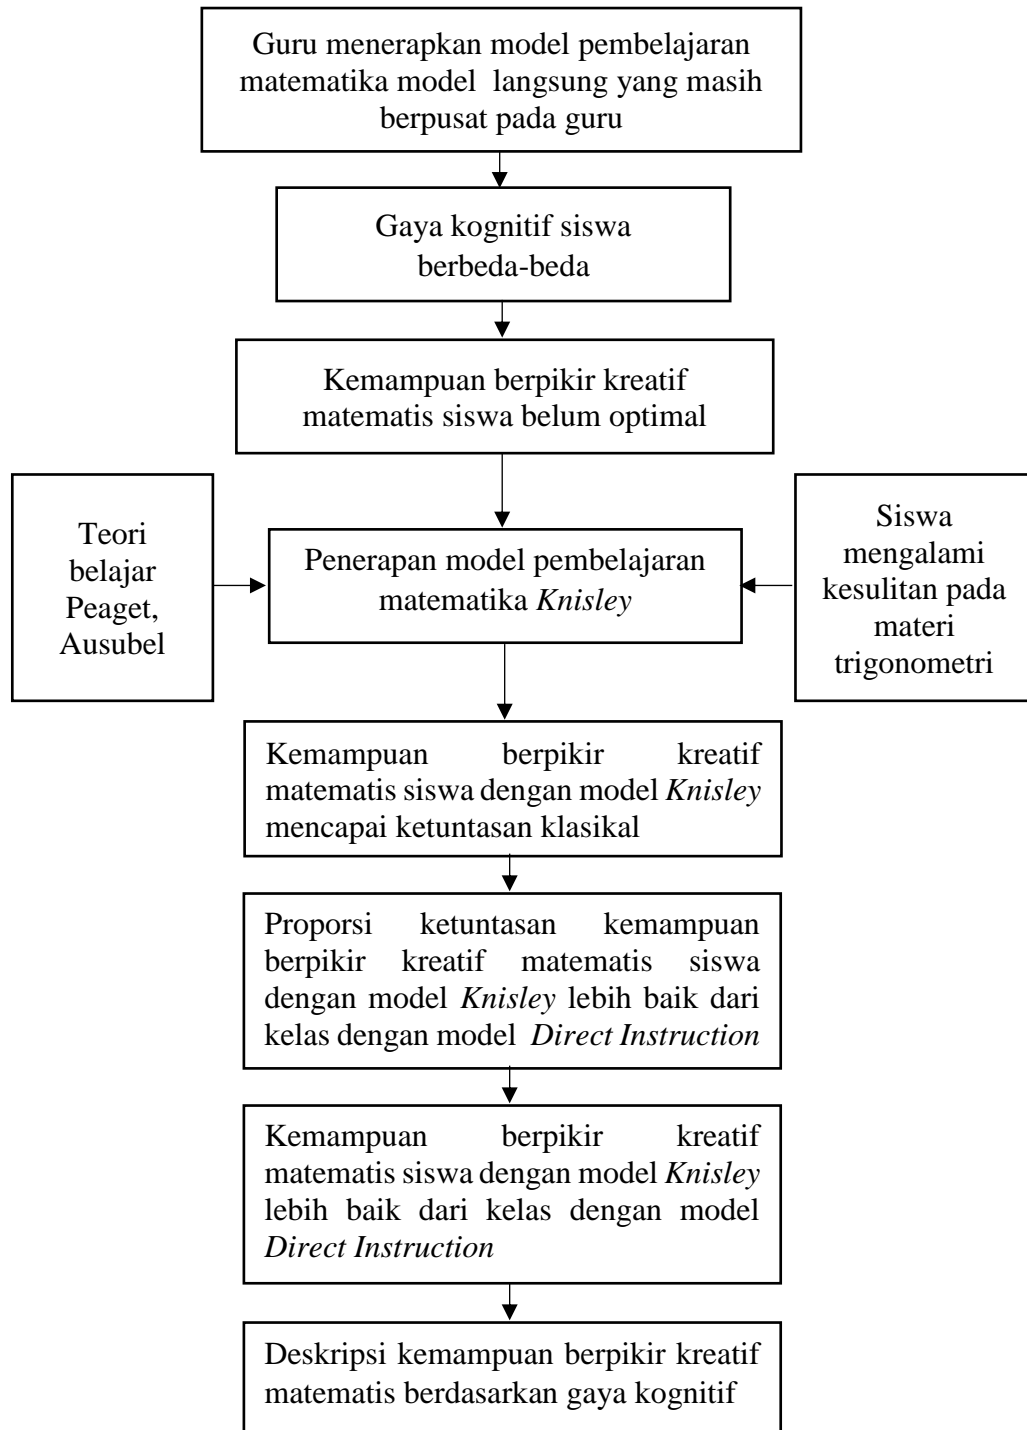 Guru menerapkan model pembelajaran
matematika model langsung yang masih
berpusat pada guru
Gaya kognitif siswa
berbeda-beda
Kemampuan berpikir kreatif
matematis siswa belum optimal
Teori
belajar
Peaget,
Ausubel
Penerapan model pembelajaran
matematika Knisley
Siswa
mengalami
kesulitan pada
materi
trigonometri
Kemampuan berpikir kreatif
matematis siswa dengan model Knisley
mencapai ketuntasan klasikal
Proporsi ketuntasan kemampuan
berpikir kreatif matematis siswa
dengan model Knisley lebih baik dari
kelas dengan model Direct Instruction
Kemampuan berpikir kreatif
matematis siswa dengan model Knisley
lebih baik dari kelas dengan model
Direct Instruction
Deskripsi kemampuan berpikir kreatif
matematis berdasarkan gaya kognitif